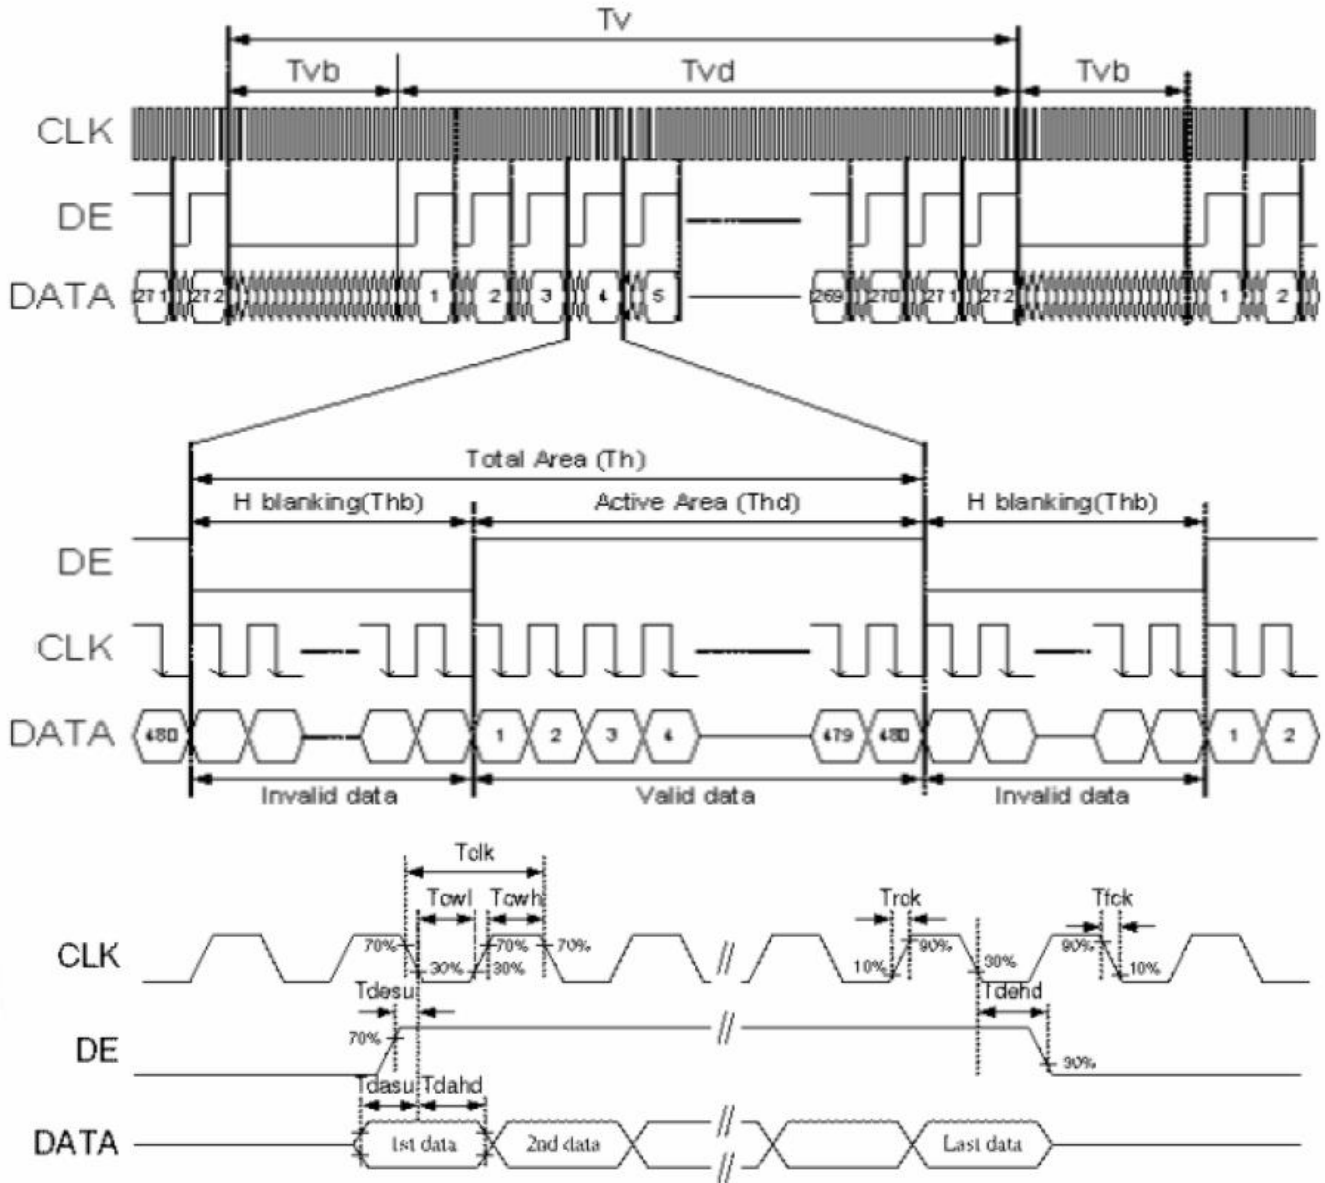 Tv
Tvb Tvd Tvb
CLK
DE
DATA 271 272 1 2 3 4 5 269 270 271 272 1 2
Total Area (Th)
H blanking(Thb) Active Area (Thd) H blanking(Thb)
DE
CLK
DATA 480 1 2 3 4 479 480 1 2
Invalid data Valid data Invalid data
Tclk
Tcwl Tcwh Trck Tfck
CLK 70% 70% 70% 90% 30% 90%
30% 30% 10% 10%
Tdesu Tdehd
DE 70% 30%
Tdasu Tdahd
DATA 1st data 2nd data Last data